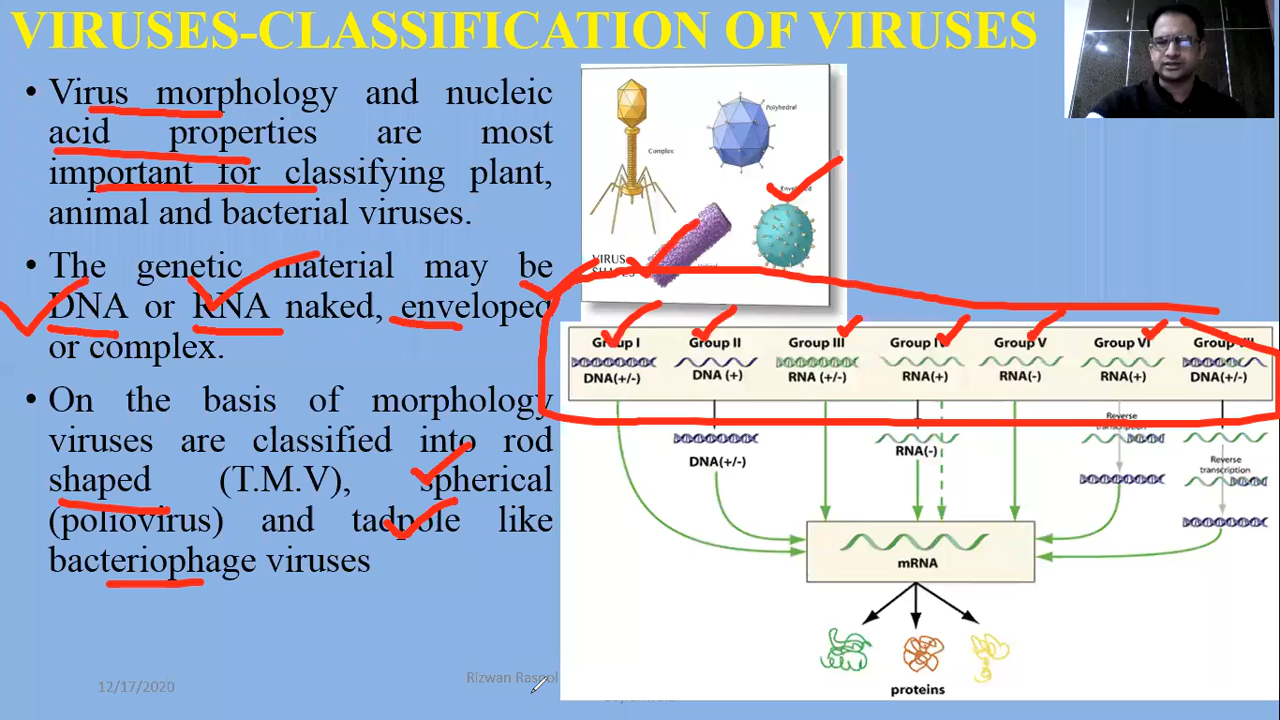 VIRUSES-CLASSIFICATION OF VIRUSES
• Virus morphology and nucleic
acid properties are most
important for classifying plant,
animal and bacterial viruses.
• The genetic material may be
DNA or RNA naked, enveloped
or complex.
• On the basis of morphology
viruses are classified into rod
shaped (T.M.V), spherical
(poliovirus) and tadpole like
bacteriophage viruses
Complex
Polyhedral
VIRUS
Group I
DNA(+/-)
Group II
DNA (+)
Group III
RNA (+/-)
Group IV
RNA(+)
Group V
RNA(-)
Group VI
RNA(+)
DNA(+/-)
DNA(+/-)
RNA(-)
Reverse
transcription
Reverse
transcription
mRNA
proteins
12/17/2020
Rizwan Rasool